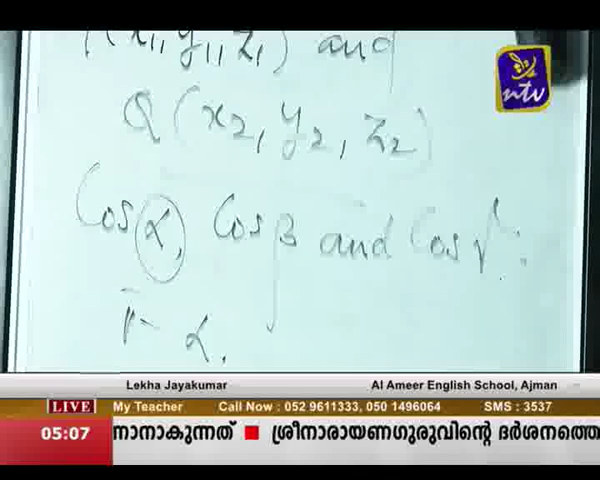 P(x1, y1, z1) and
ntv
Q(x2, y2, z2)
Cos α, Cos β and Cos γ:
π - α.
Lekha Jayakumar Al Ameer English School, Ajman
LIVE My Teacher Call Now : 052 9611333, 050 1496064 SMS : 3537
05:07 നാനാകുന്നത് ■ ശ്രീനാരായണഗുരുവിന്റെ ദർശനത്തെ